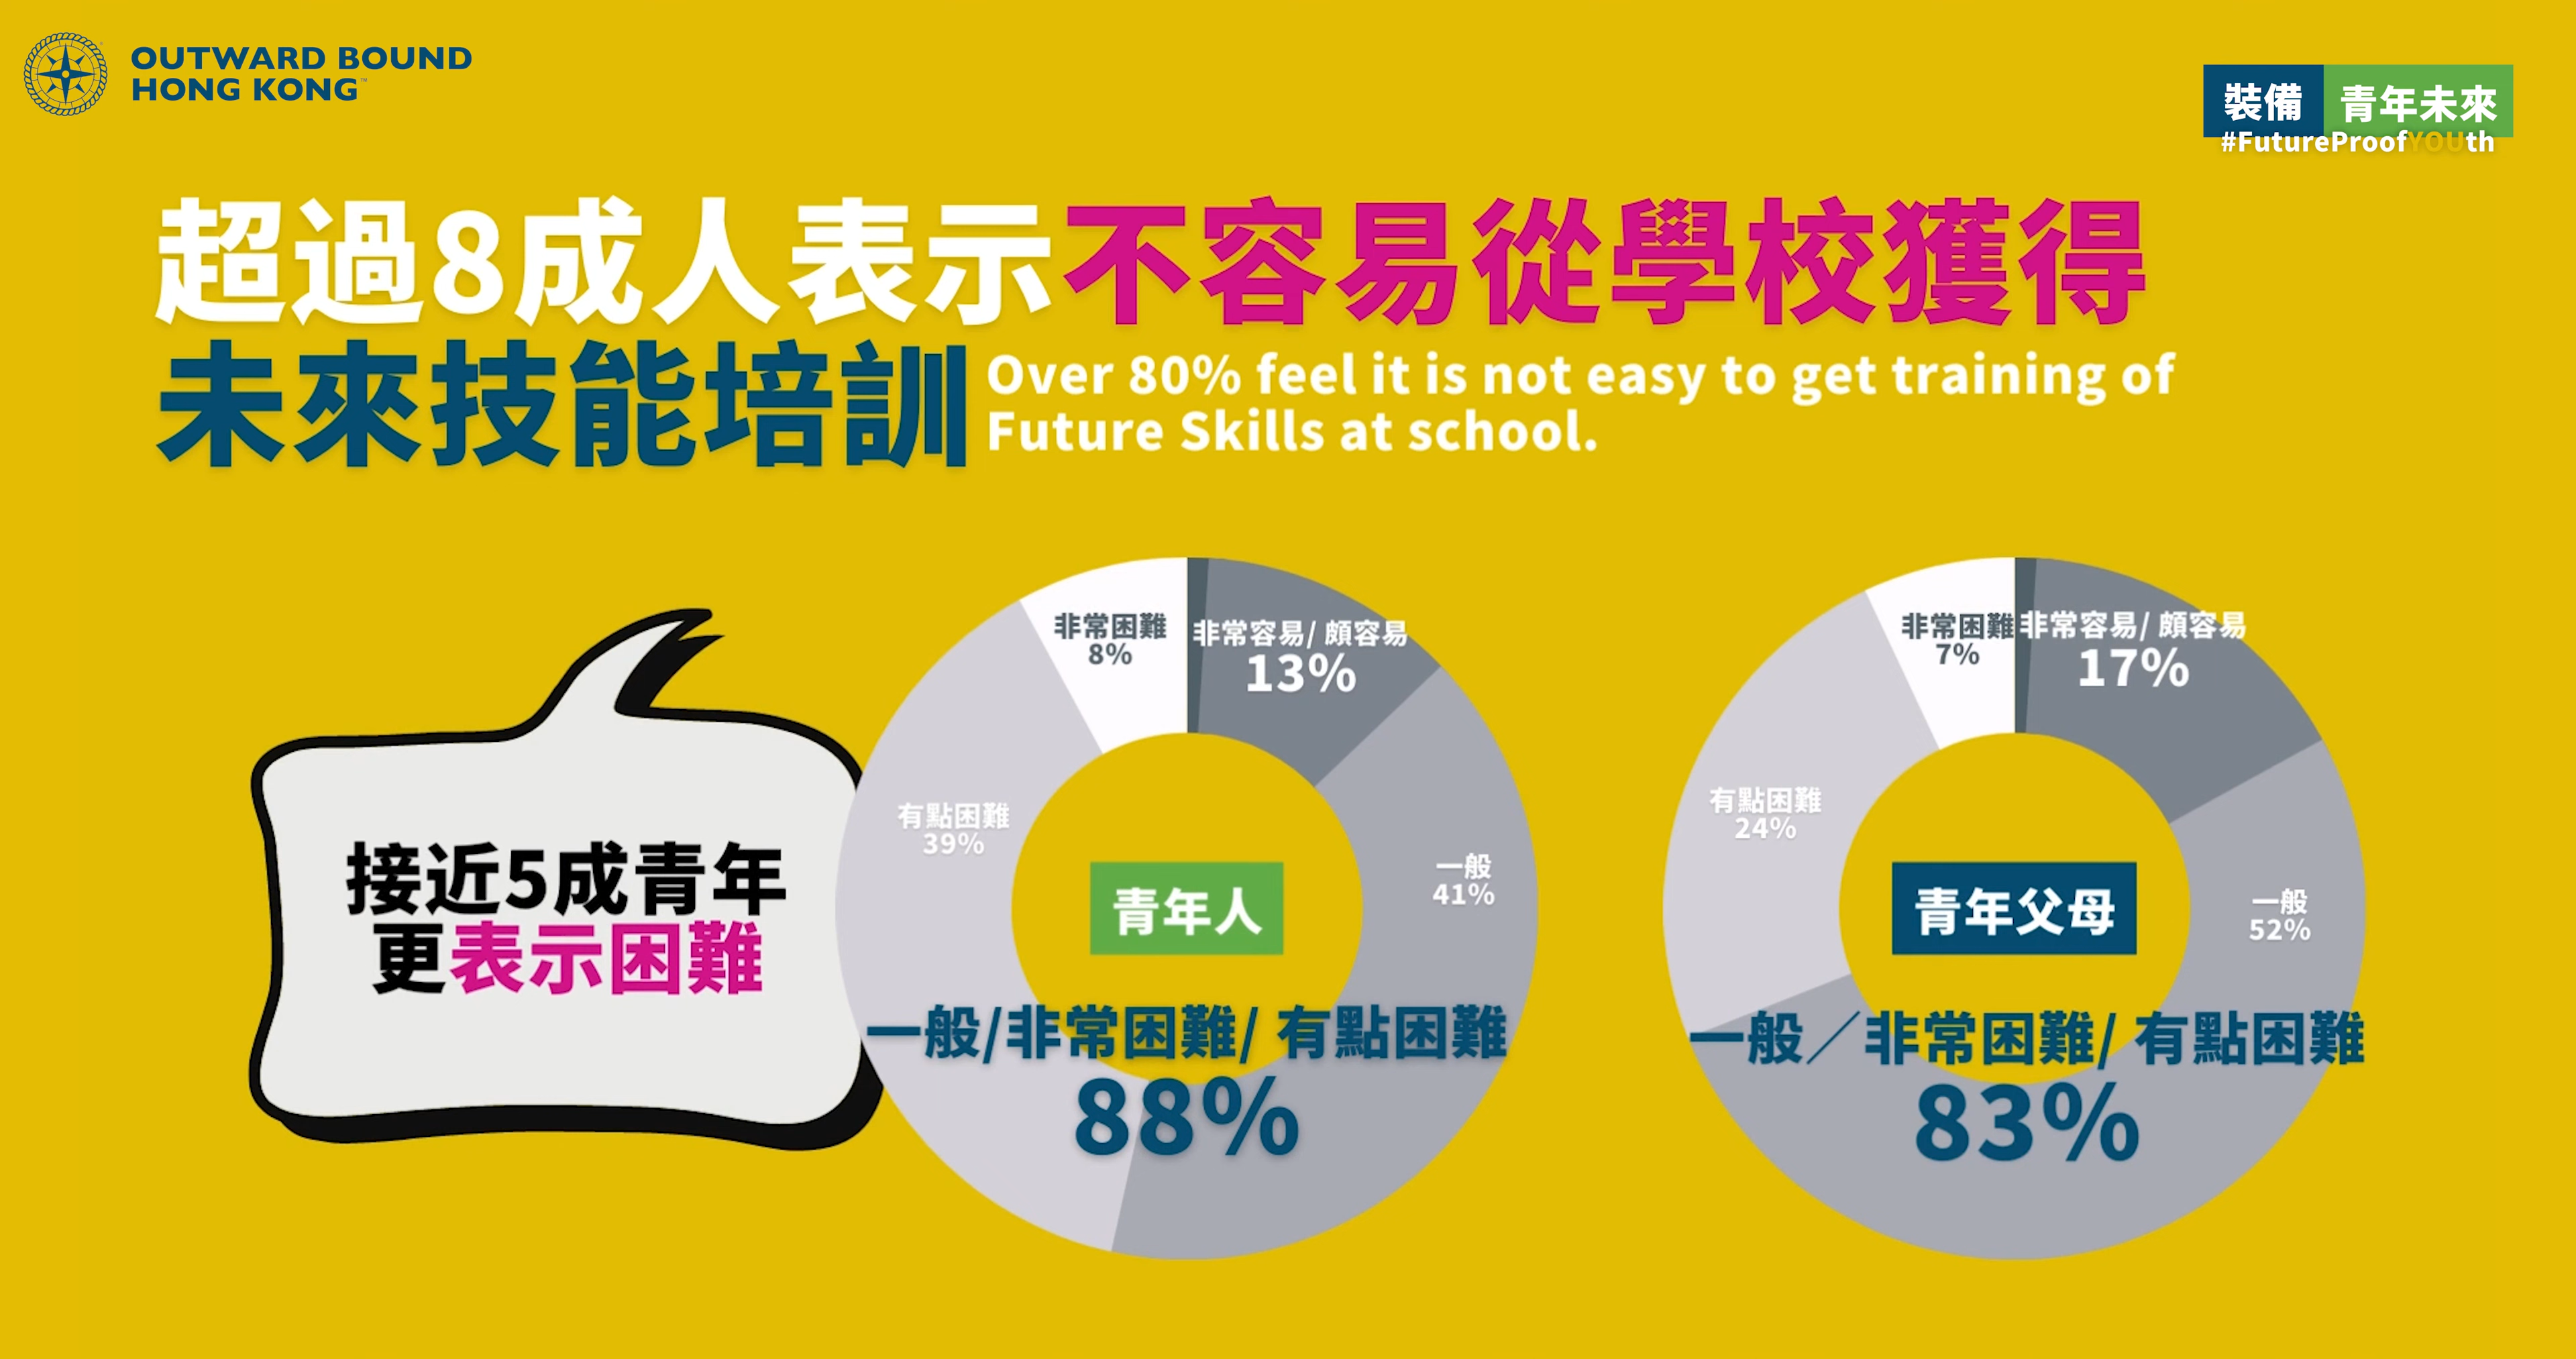 OUTWARD BOUND
HONG KONG™
裝備 青年未來
#FutureProofYOUth
超過8成人表示不容易從學校獲得
未來技能培訓
Over 80% feel it is not easy to get training of
Future Skills at school.
接近5成青年
更表示困難
非常困難
8%
非常容易/ 頗容易
13%
有點困難
39%
一般
41%
青年人
一般/非常困難/ 有點困難
88%
非常困難
7%
非常容易/ 頗容易
17%
有點困難
24%
一般
52%
青年父母
一般／非常困難/ 有點困難
83%